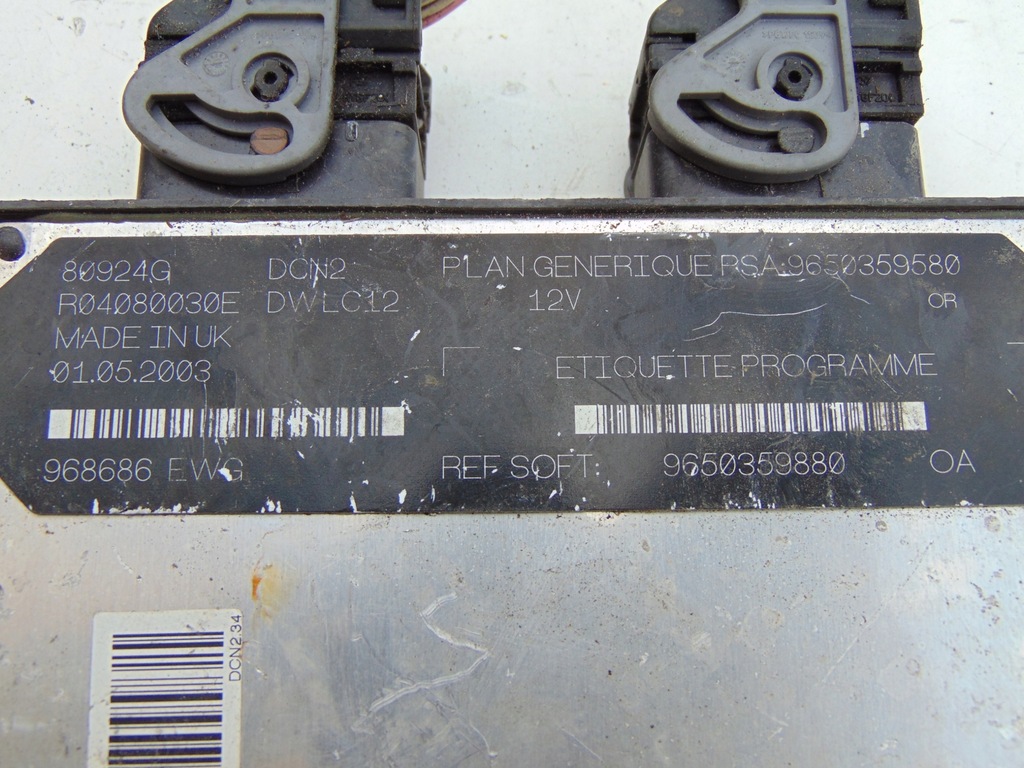 80924G DCN2 PLAN GENERIQUE PSA:9650359580
R04080030E DWLC12 12V OR
MADE IN UK
01.05.2003 ETIQUETTE PROGRAMME
968686 EWG REF SOFT: 9650359880 OA
DCN2.34